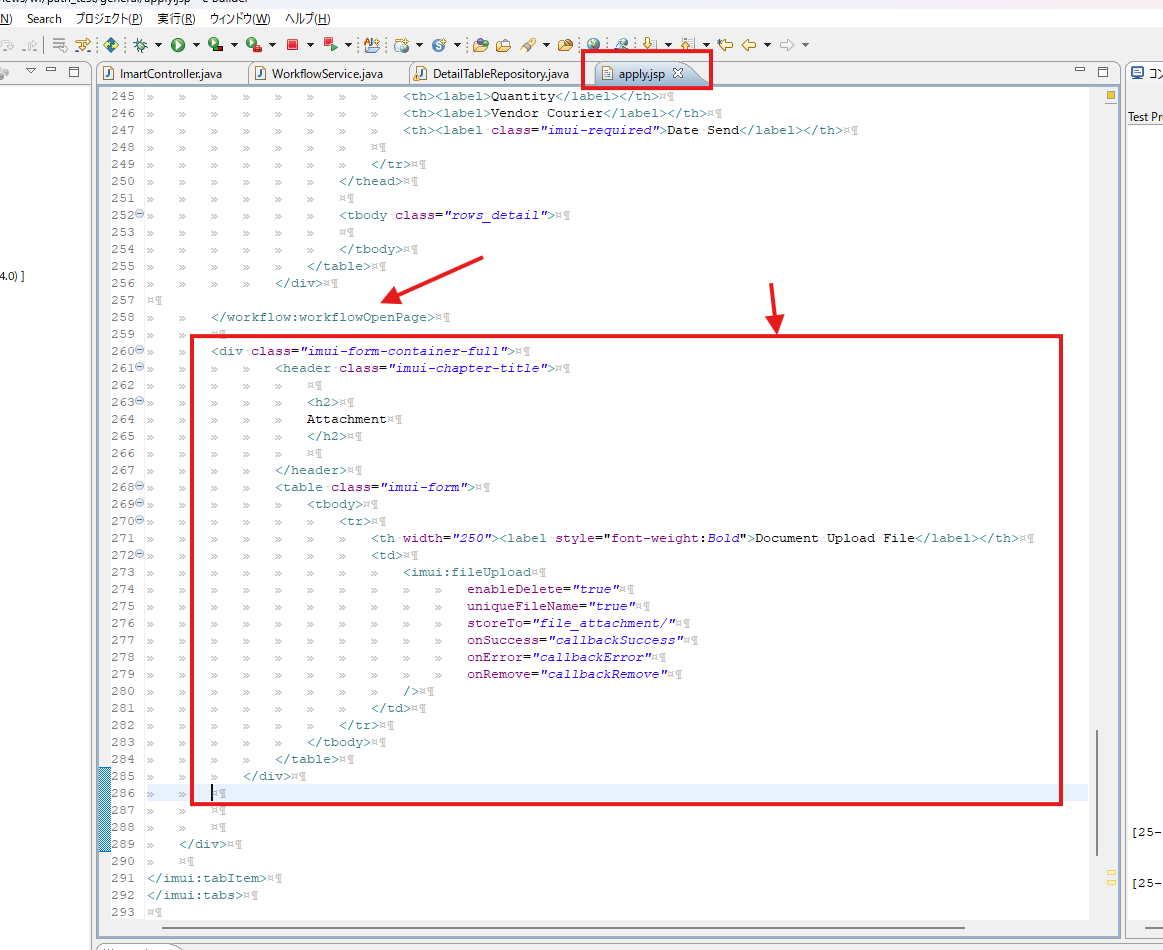 N) Search プロジェクト(P) 実行(R) ウィンドウ(W) ヘルプ(H)
ImartController.java WorkflowService.java DetailTableRepository.java apply.jsp
245 <th><label>Quantity</label></th>
246 <th><label>Vendor Courier</label></th>
247 <th><label class="imui-required">Date Send</label></th>
248
249 </tr>
250 </thead>
251
252 <tbody class="rows_detail">
253
254 </tbody>
255 </table>
256 </div>
257
258 </workflow:workflowOpenPage>
259
260 <div class="imui-form-container-full">
261 <header class="imui-chapter-title">
262
263 <h2>
264 Attachment
265 </h2>
266
267 </header>
268 <table class="imui-form">
269 <tbody>
270 <tr>
271 <th width="250"><label style="font-weight:Bold">Document Upload File</label></th>
272 <td>
273 <imui:fileUpload
274 enableDelete="true"
275 uniqueFileName="true"
276 storeTo="file_attachment/"
277 onSuccess="callbackSuccess"
278 onError="callbackError"
279 onRemove="callbackRemove"
280 />
281 </td>
282 </tr>
283 </tbody>
284 </table>
285 </div>
286
287
288
289 </div>
290
291 </imui:tabItem>
292 </imui:tabs>
293
4.0) ]
Test Pr
[25-
[25-